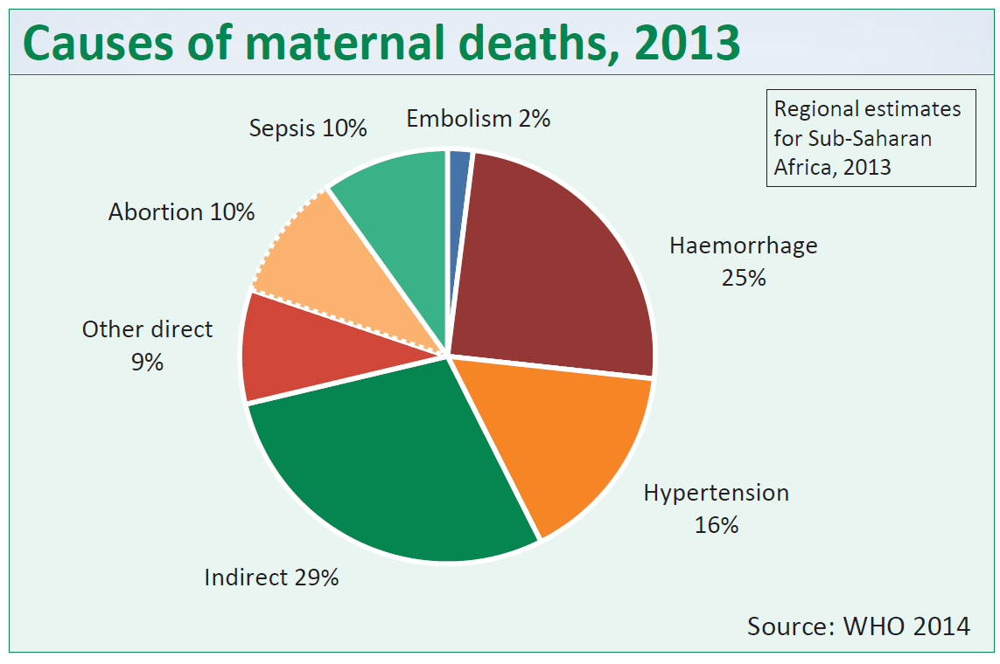 Causes of maternal deaths, 2013
Regional estimates
for Sub-Saharan
Africa, 2013
Embolism 2%
Sepsis 10%
Abortion 10%
Haemorrhage
25%
Other direct
9%
Hypertension
16%
Indirect 29%
Source: WHO 2014